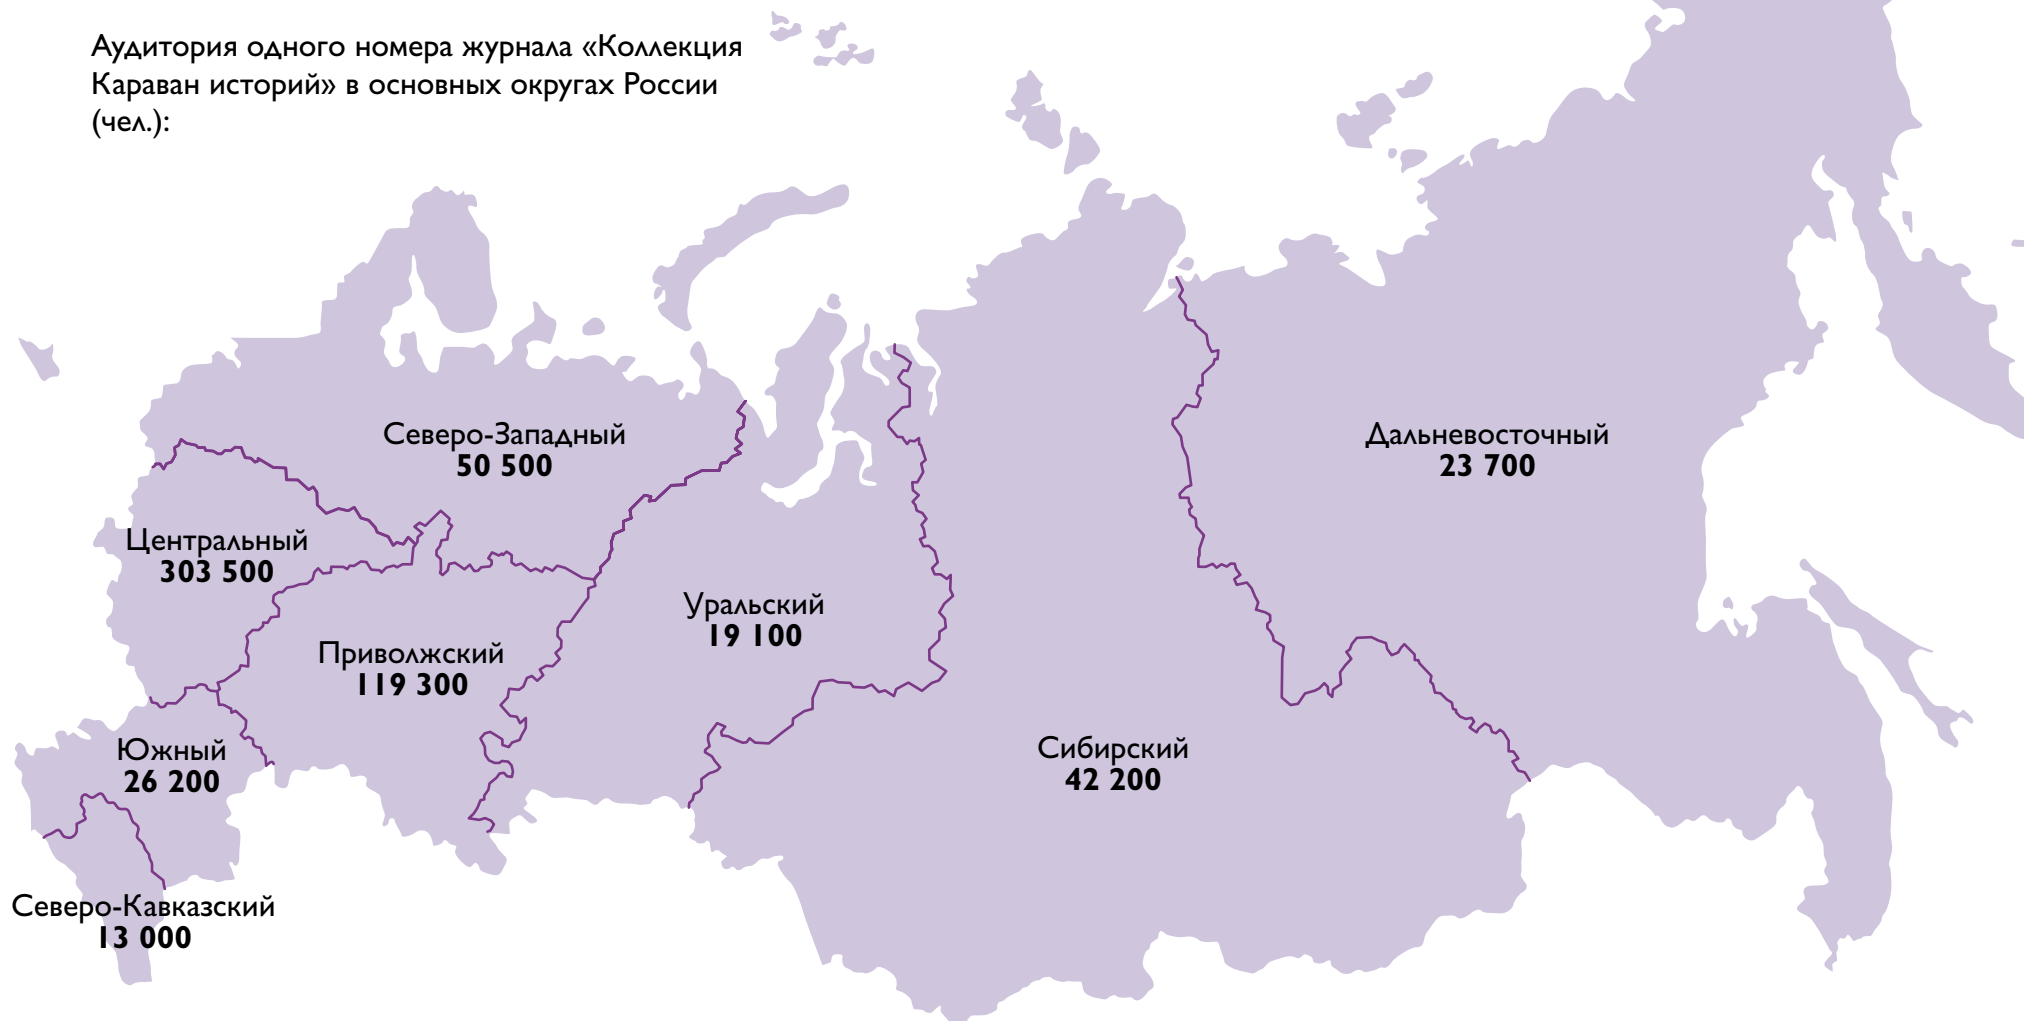 Аудитория одного номера журнала «Коллекция
Караван историй» в основных округах России
(чел.):
Северо-Западный
50 500
Дальневосточный
23 700
Центральный
303 500
Уральский
19 100
Приволжский
119 300
Южный
26 200
Сибирский
42 200
Северо-Кавказский
13 000